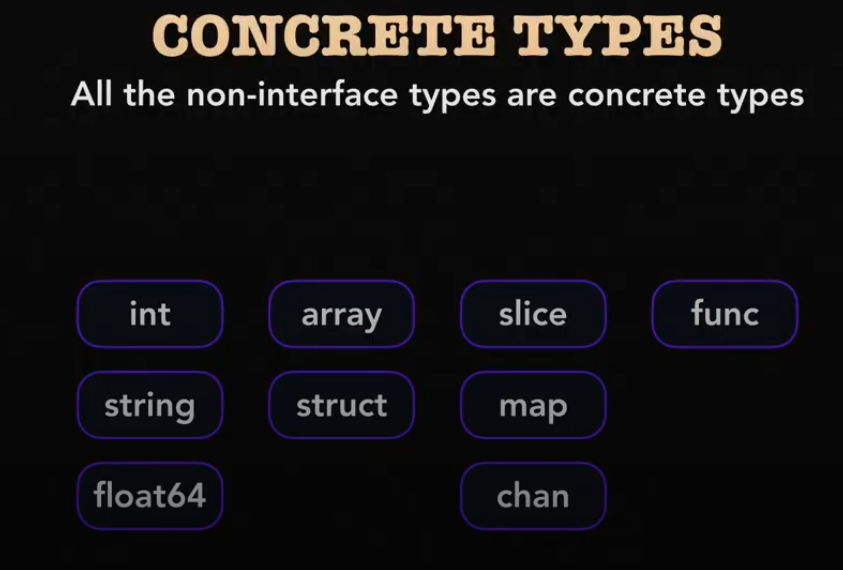 CONCRETE TYPES
All the non-interface types are concrete types
int array slice func
string struct map
float64 chan